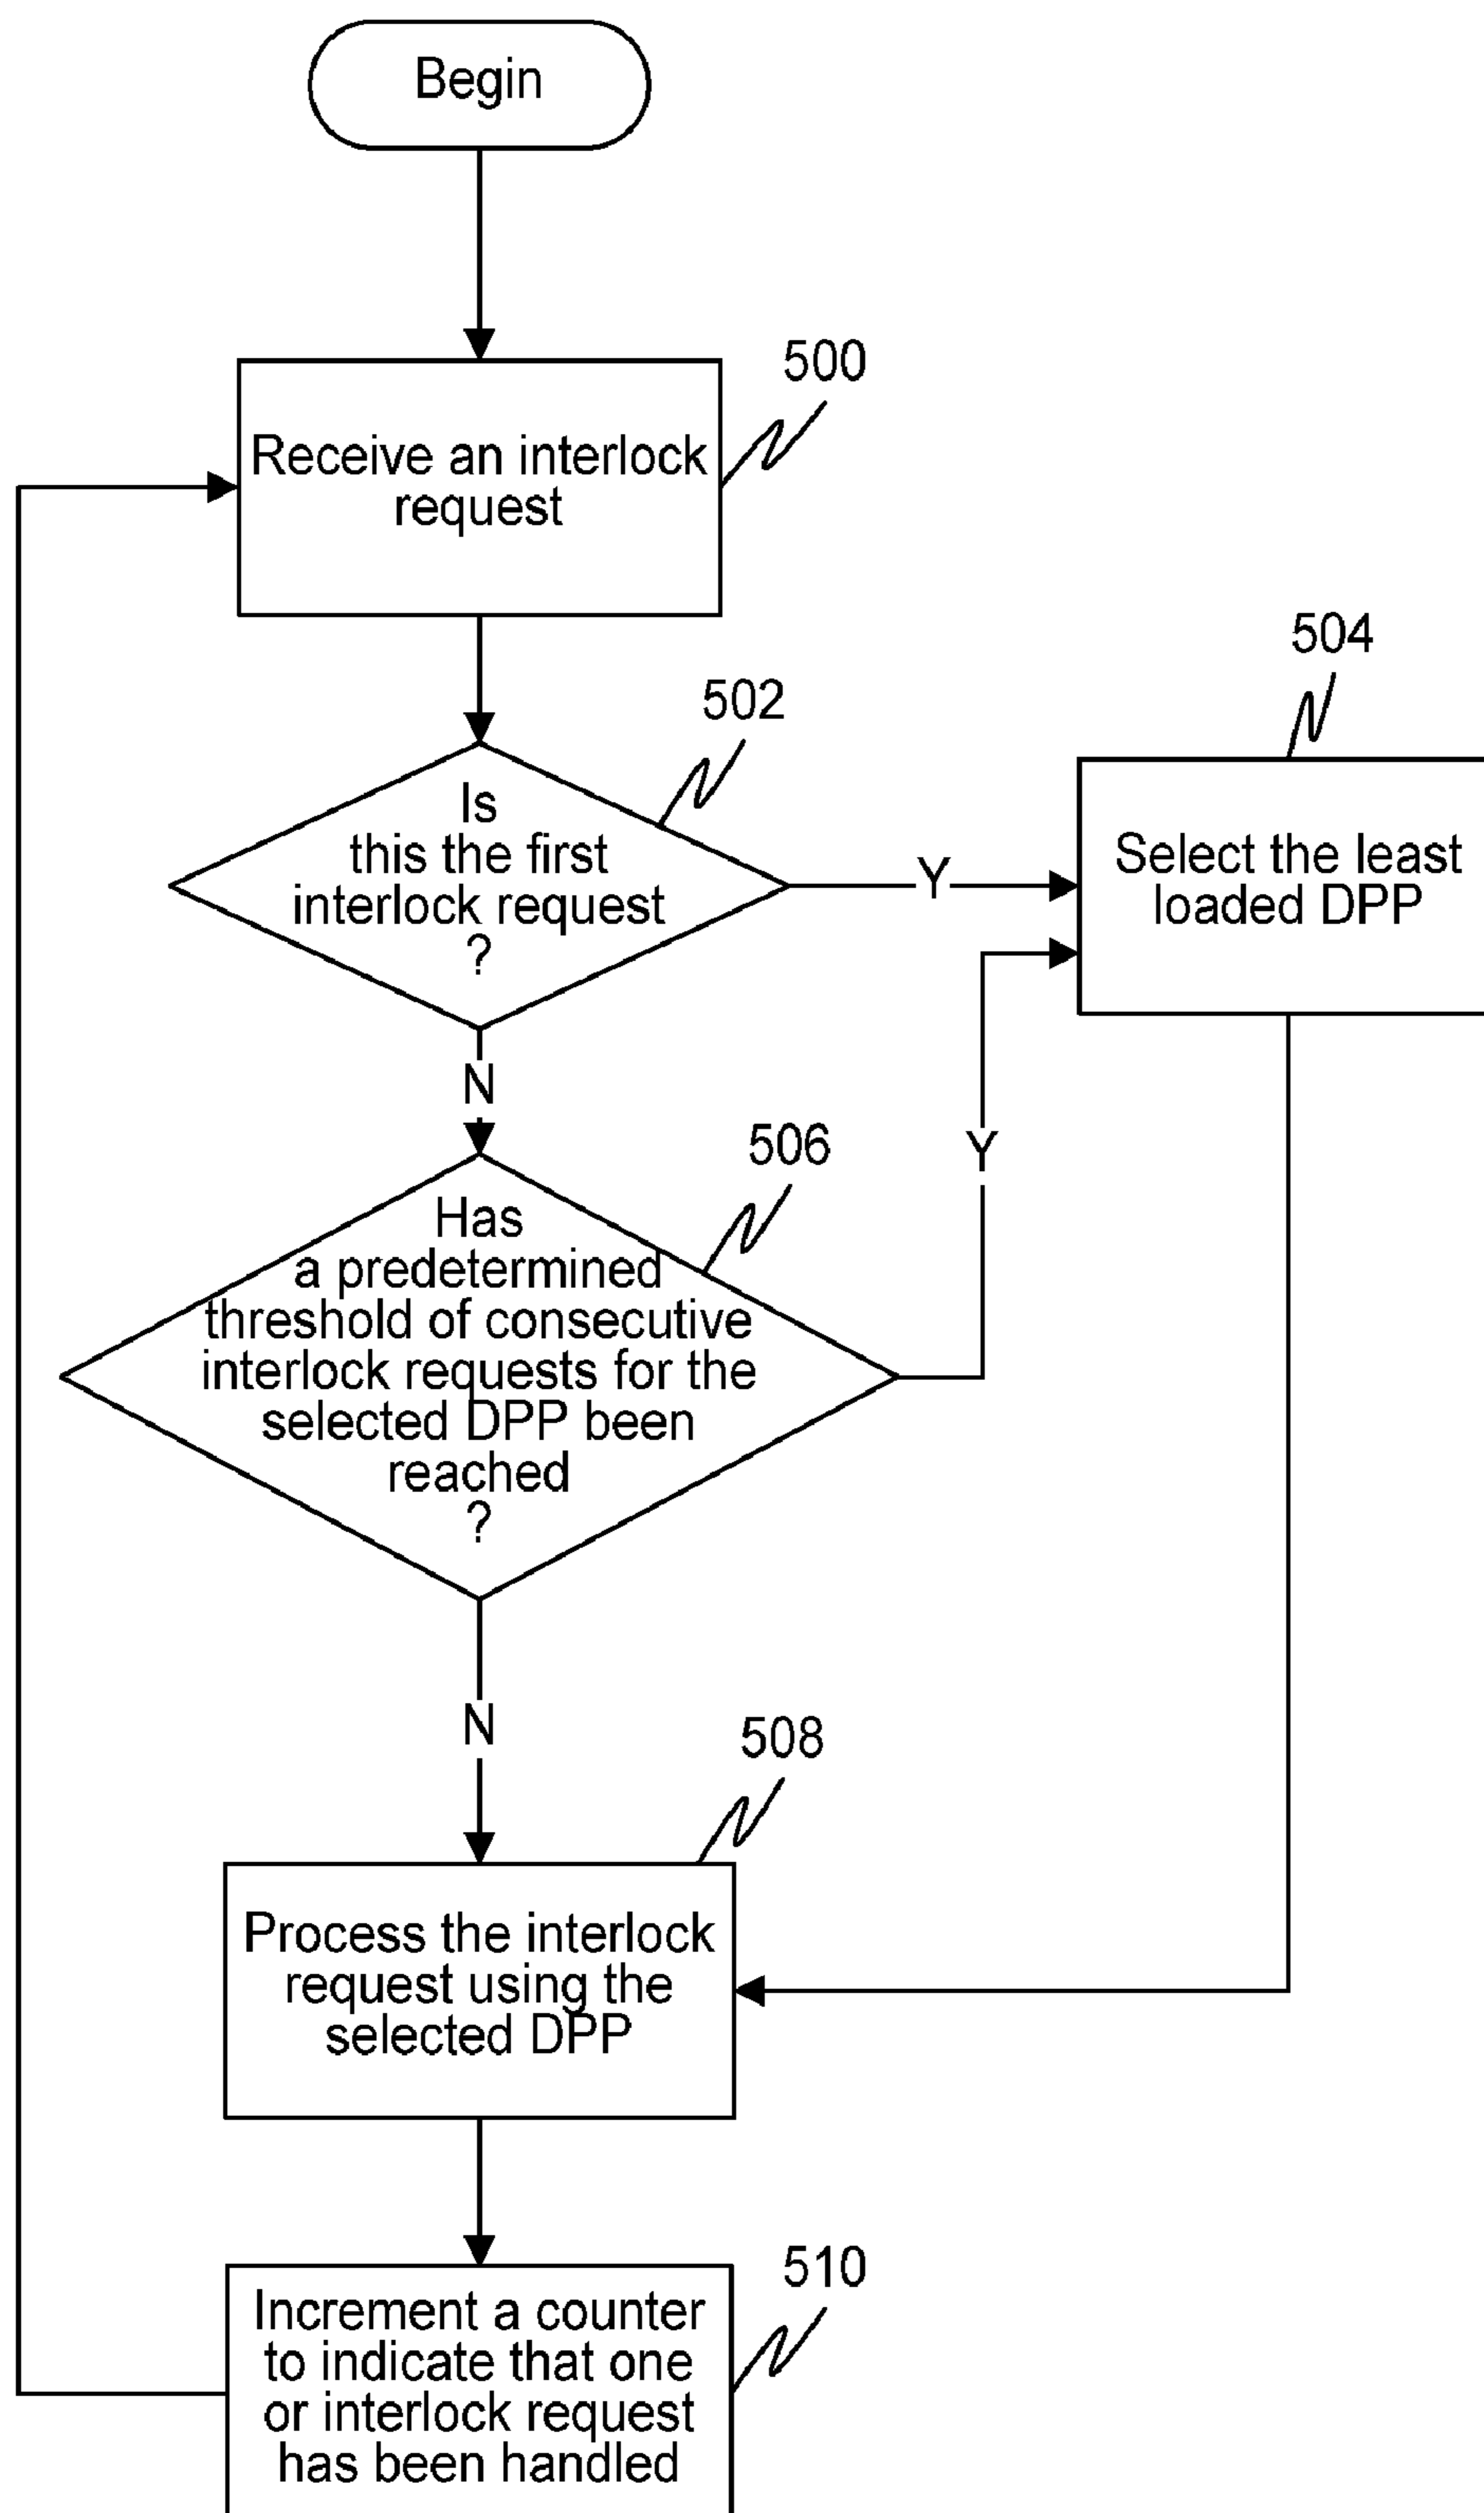 Begin
500
Receive an interlock
request
502
504
Is
this the first
interlock request
?
Y
Select the least
loaded DPP
N
506
Y
Has
a predetermined
threshold of consecutive
interlock requests for the
selected DPP been
reached
?
N
508
Process the interlock
request using the
selected DPP
510
Increment a counter
to indicate that one
or interlock request
has been handled